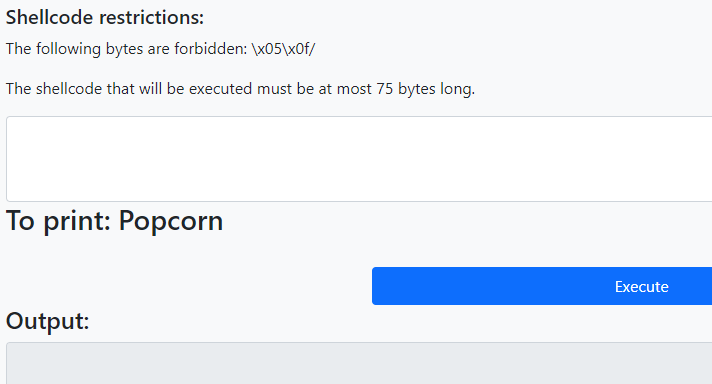 Shellcode restrictions:
The following bytes are forbidden: \x05\x0f/
The shellcode that will be executed must be at most 75 bytes long.
To print: Popcorn
Execute
Output: